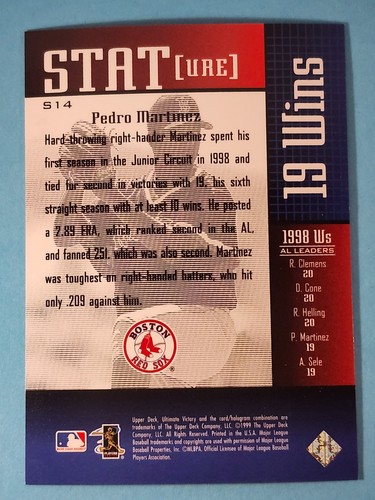 STAT[URE]
S14
Pedro Martinez
Hard-throwing right-hander Martinez spent his
first season in the Junior Circuit in 1998 and
tied for second in victories with 19, his sixth
straight season with at least 10 wins. He posted
a 2.89 ERA, which ranked second in the AL,
and fanned 251, which was also second. Martinez
was toughest on right-handed batters, who hit
only .209 against him.
BOSTON
RED SOX
®
19 Wins
1998 Ws
AL LEADERS
R. Clemens
20
D. Cone
20
R. Helling
20
P. Martinez
19
A. Sele
19
Upper Deck, Ultimate Victory and the card/hologram combination are
trademarks of The Upper Deck Company, LLC. ©1999 The Upper Deck
Company, LLC. All Rights Reserved. Printed in the U.S.A. Major League
Baseball trademarks and copyrights are used with permission of Major League
Baseball Properties, Inc. ©MLBPA. Official Licensee of Major League Baseball
Players Association.